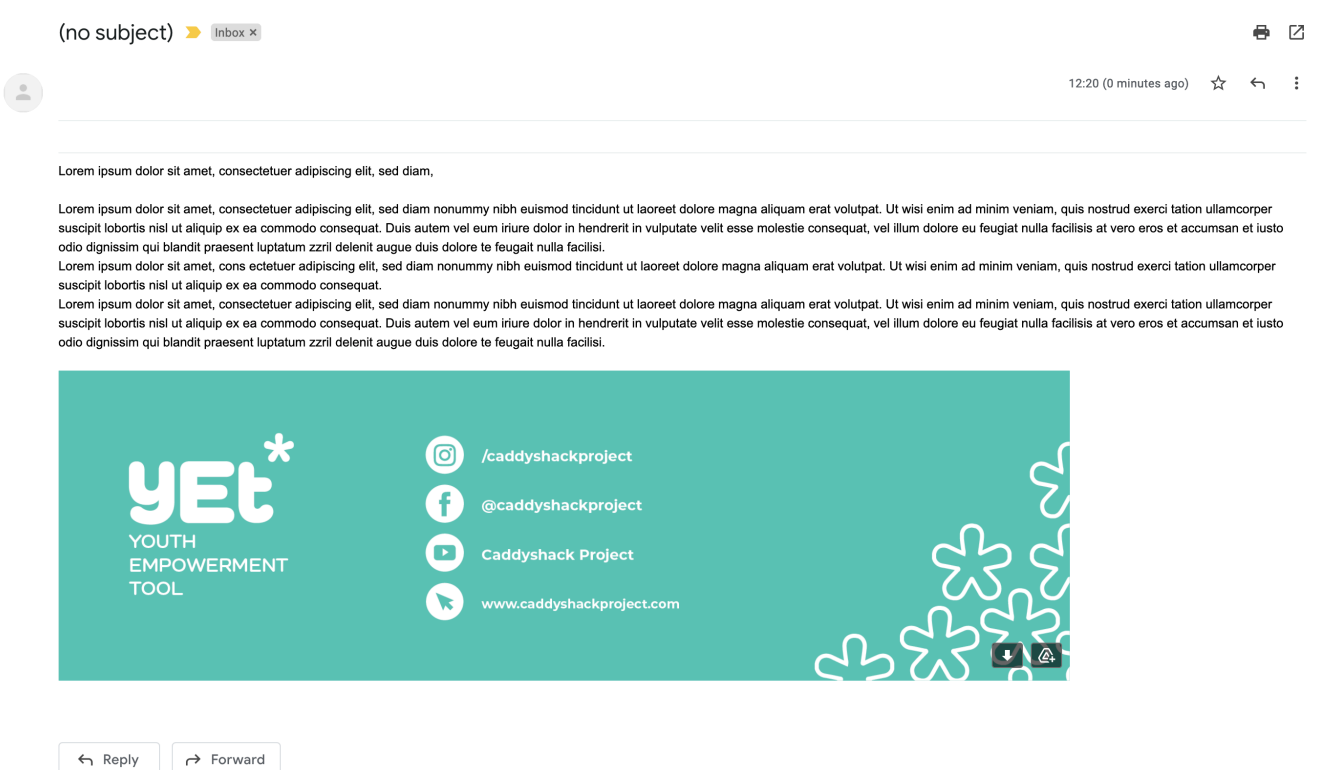 (no subject)
Inbox ×
12:20 (0 minutes ago)
Lorem ipsum dolor sit amet, consectetuer adipiscing elit, sed diam,
Lorem ipsum dolor sit amet, consectetuer adipiscing elit, sed diam nonummy nibh euismod tincidunt ut laoreet dolore magna aliquam erat volutpat. Ut wisi enim ad minim veniam, quis nostrud exerci tation ullamcorper
suscipit lobortis nisl ut aliquip ex ea commodo consequat. Duis autem vel eum iriure dolor in hendrerit in vulputate velit esse molestie consequat, vel illum dolore eu feugiat nulla facilisis at vero eros et accumsan et iusto
odio dignissim qui blandit praesent luptatum zzril delenit augue duis dolore te feugait nulla facilisi.
Lorem ipsum dolor sit amet, cons ectetuer adipiscing elit, sed diam nonummy nibh euismod tincidunt ut laoreet dolore magna aliquam erat volutpat. Ut wisi enim ad minim veniam, quis nostrud exerci tation ullamcorper
suscipit lobortis nisl ut aliquip ex ea commodo consequat.
Lorem ipsum dolor sit amet, consectetuer adipiscing elit, sed diam nonummy nibh euismod tincidunt ut laoreet dolore magna aliquam erat volutpat. Ut wisi enim ad minim veniam, quis nostrud exerci tation ullamcorper
suscipit lobortis nisl ut aliquip ex ea commodo consequat. Duis autem vel eum iriure dolor in hendrerit in vulputate velit esse molestie consequat, vel illum dolore eu feugiat nulla facilisis at vero eros et accumsan et iusto
odio dignissim qui blandit praesent luptatum zzril delenit augue duis dolore te feugait nulla facilisi.
yEt*
YOUTH
EMPOWERMENT
TOOL
/caddyshackproject
@caddyshackproject
Caddyshack Project
www.caddyshackproject.com
Reply
Forward